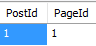 PostId PageId
1 1